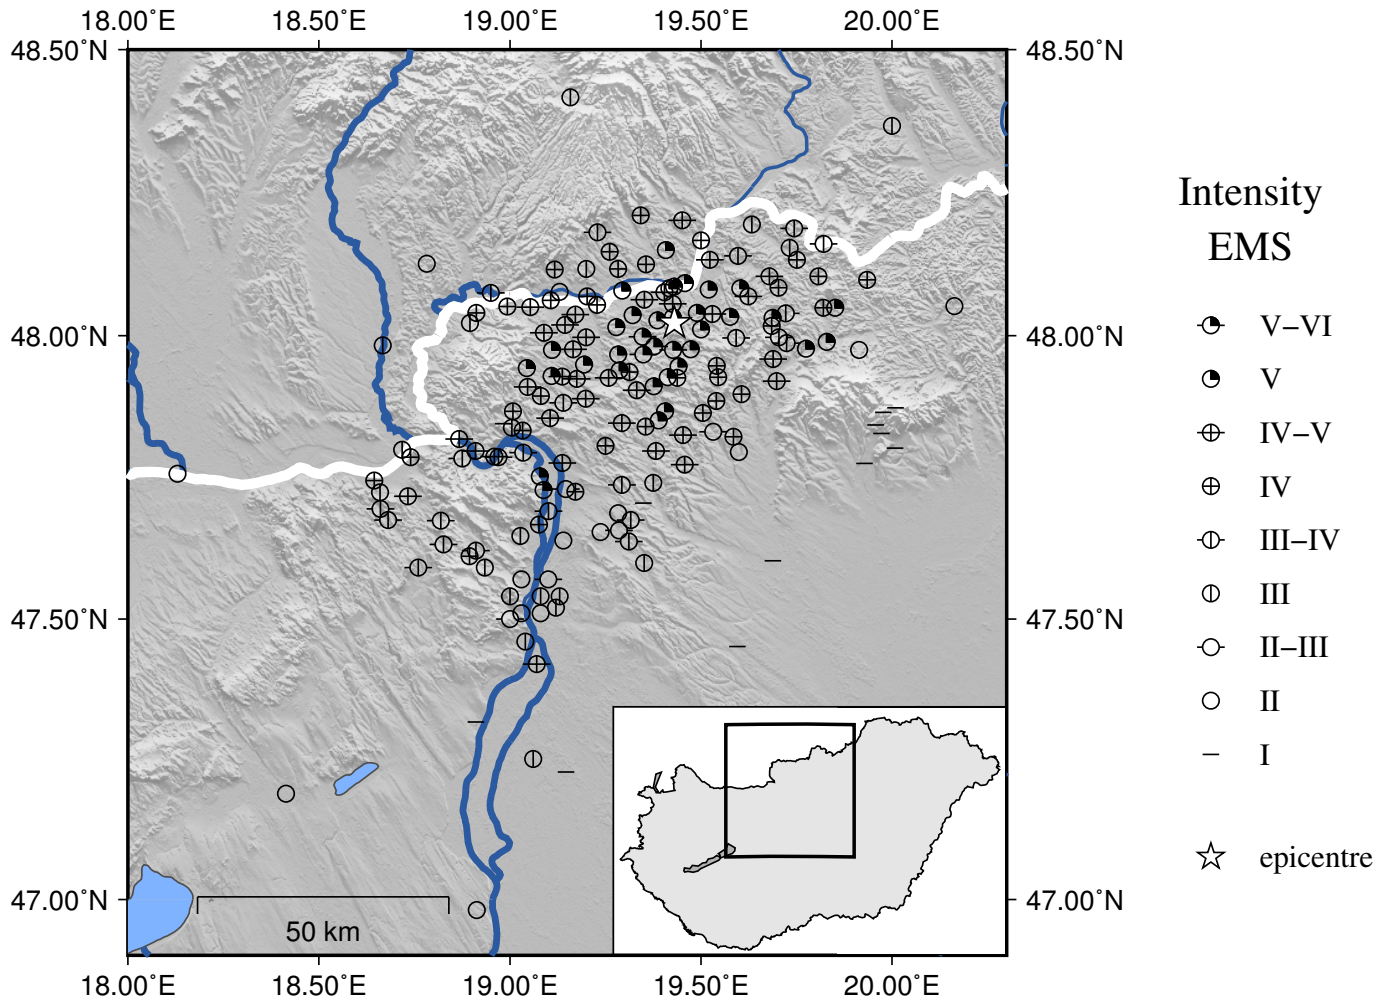 18.00˚E 18.50˚E 19.00˚E 19.50˚E 20.00˚E
48.50˚N 48.50˚N
48.00˚N 48.00˚N
47.50˚N 47.50˚N
47.00˚N 47.00˚N
50 km
18.00˚E 18.50˚E 19.00˚E 19.50˚E 20.00˚E
Intensity
EMS
V−VI
V
IV−V
IV
III−IV
III
II−III
II
I
epicentre